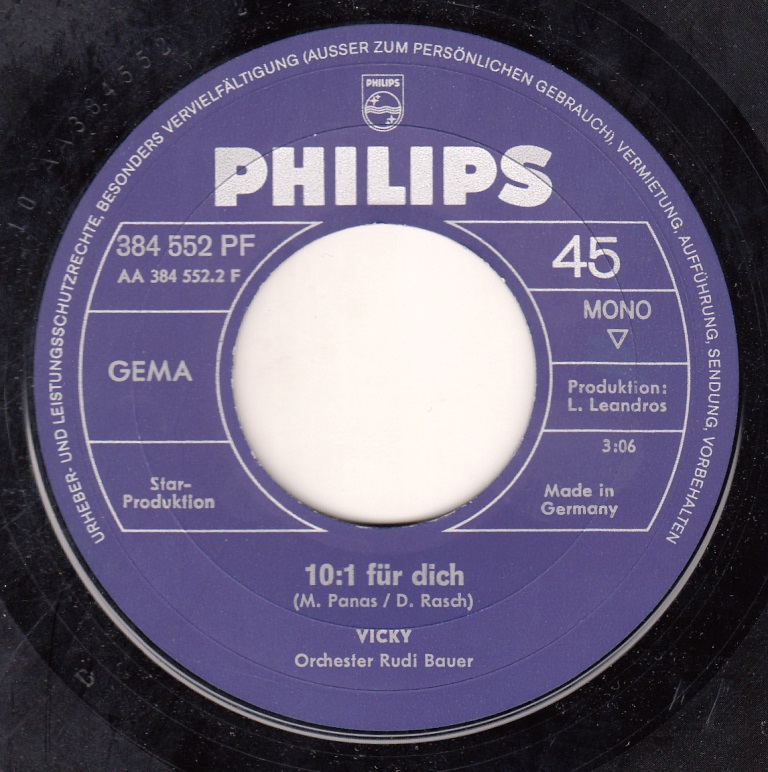 URHEBER- UND LEISTUNGSSCHUTZRECHTE, BESONDERS VERVIELFÄLTIGUNG (AUSSER ZUM PERSÖNLICHEN GEBRAUCH), VERMIETUNG, AUFFÜHRUNG, SENDUNG, VORBEHALTEN
PHILIPS
PHILIPS
384 552 PF
AA 384 552.2 F
GEMA
Star-
Produktion
45
MONO
▽
Produktion:
L. Leandros
3:06
Made in
Germany
10:1 für dich
(M. Panas / D. Rasch)
VICKY
Orchester Rudi Bauer